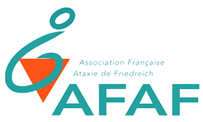 Association Française
Ataxie de Friedreich
AFAF